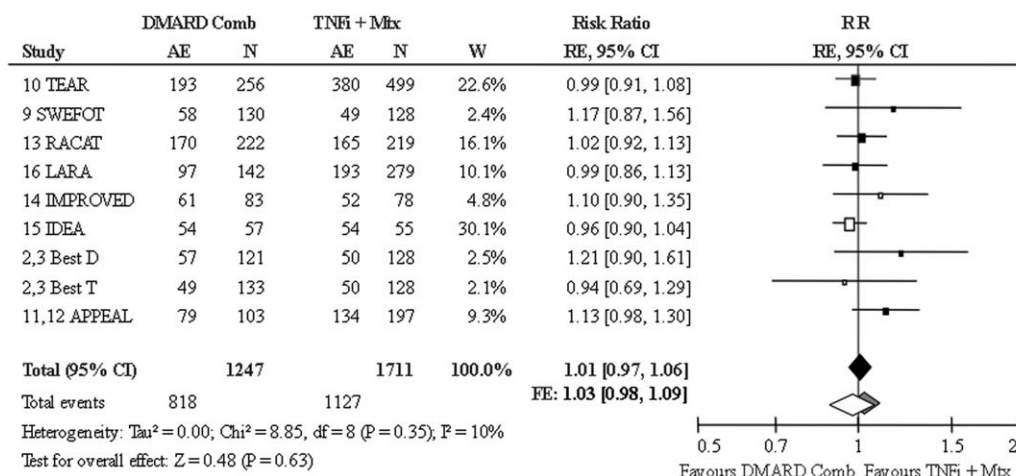 DMARD Comb TNFi + Mtx Risk Ratio RR
Study AE N AE N W RE, 95% CI RE, 95% CI
10 TEAR 193 256 380 499 22.6% 0.99 [0.91, 1.08]
9 SWEFOT 58 130 49 128 2.4% 1.17 [0.87, 1.56]
13 RACAT 170 222 165 219 16.1% 1.02 [0.92, 1.13]
16 LARA 97 142 193 279 10.1% 0.99 [0.86, 1.13]
14 IMPROVED 61 83 52 78 4.8% 1.10 [0.90, 1.35]
15 IDEA 54 57 54 55 30.1% 0.96 [0.90, 1.04]
2,3 Best D 57 121 50 128 2.5% 1.21 [0.90, 1.61]
2,3 Best T 49 133 50 128 2.1% 0.94 [0.69, 1.29]
11,12 APPEAL 79 103 134 197 9.3% 1.13 [0.98, 1.30]
Total (95% CI) 1247 1711 100.0% 1.01 [0.97, 1.06]
FE: 1.03 [0.98, 1.09]
Total events 818 1127
Heterogeneity: Tau² = 0.00; Chi² = 8.85, df = 8 (P = 0.35); I² = 10%
Test for overall effect: Z = 0.48 (P = 0.63)
0.5 0.7 1 1.5 2
Favours DMARD Comb Favours TNFi + Mtx